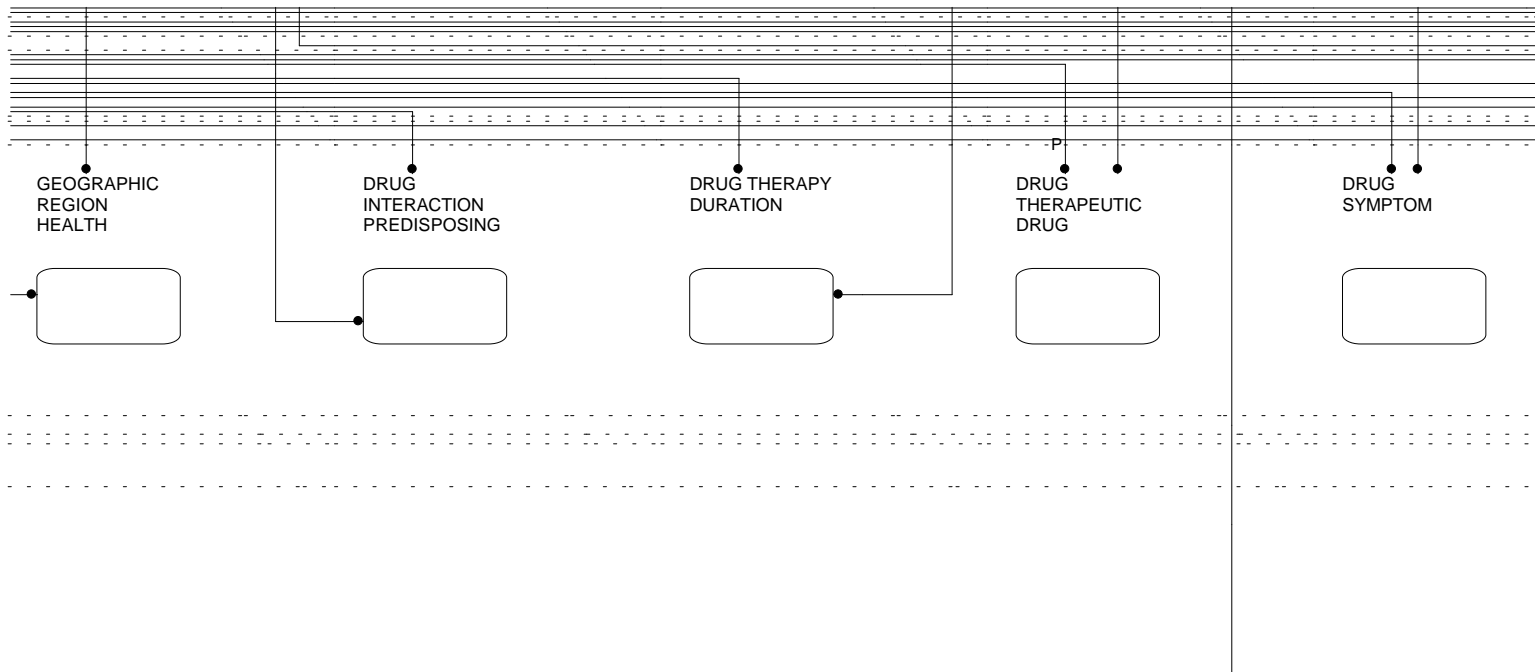 P
GEOGRAPHIC
REGION
HEALTH
DRUG
INTERACTION
PREDISPOSING
DRUG THERAPY
DURATION
DRUG
THERAPEUTIC
DRUG
DRUG
SYMPTOM